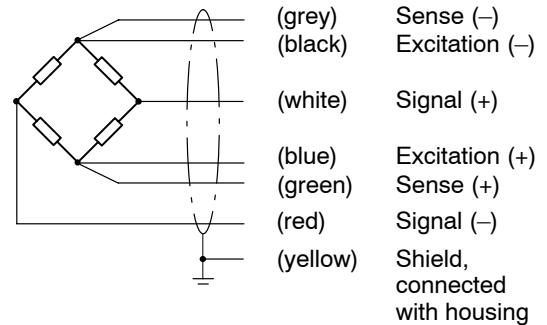 (grey) Sense (–)
(black) Excitation (–)
(white) Signal (+)
(blue) Excitation (+)
(green) Sense (+)
(red) Signal (–)
(yellow) Shield,
connected
with housing